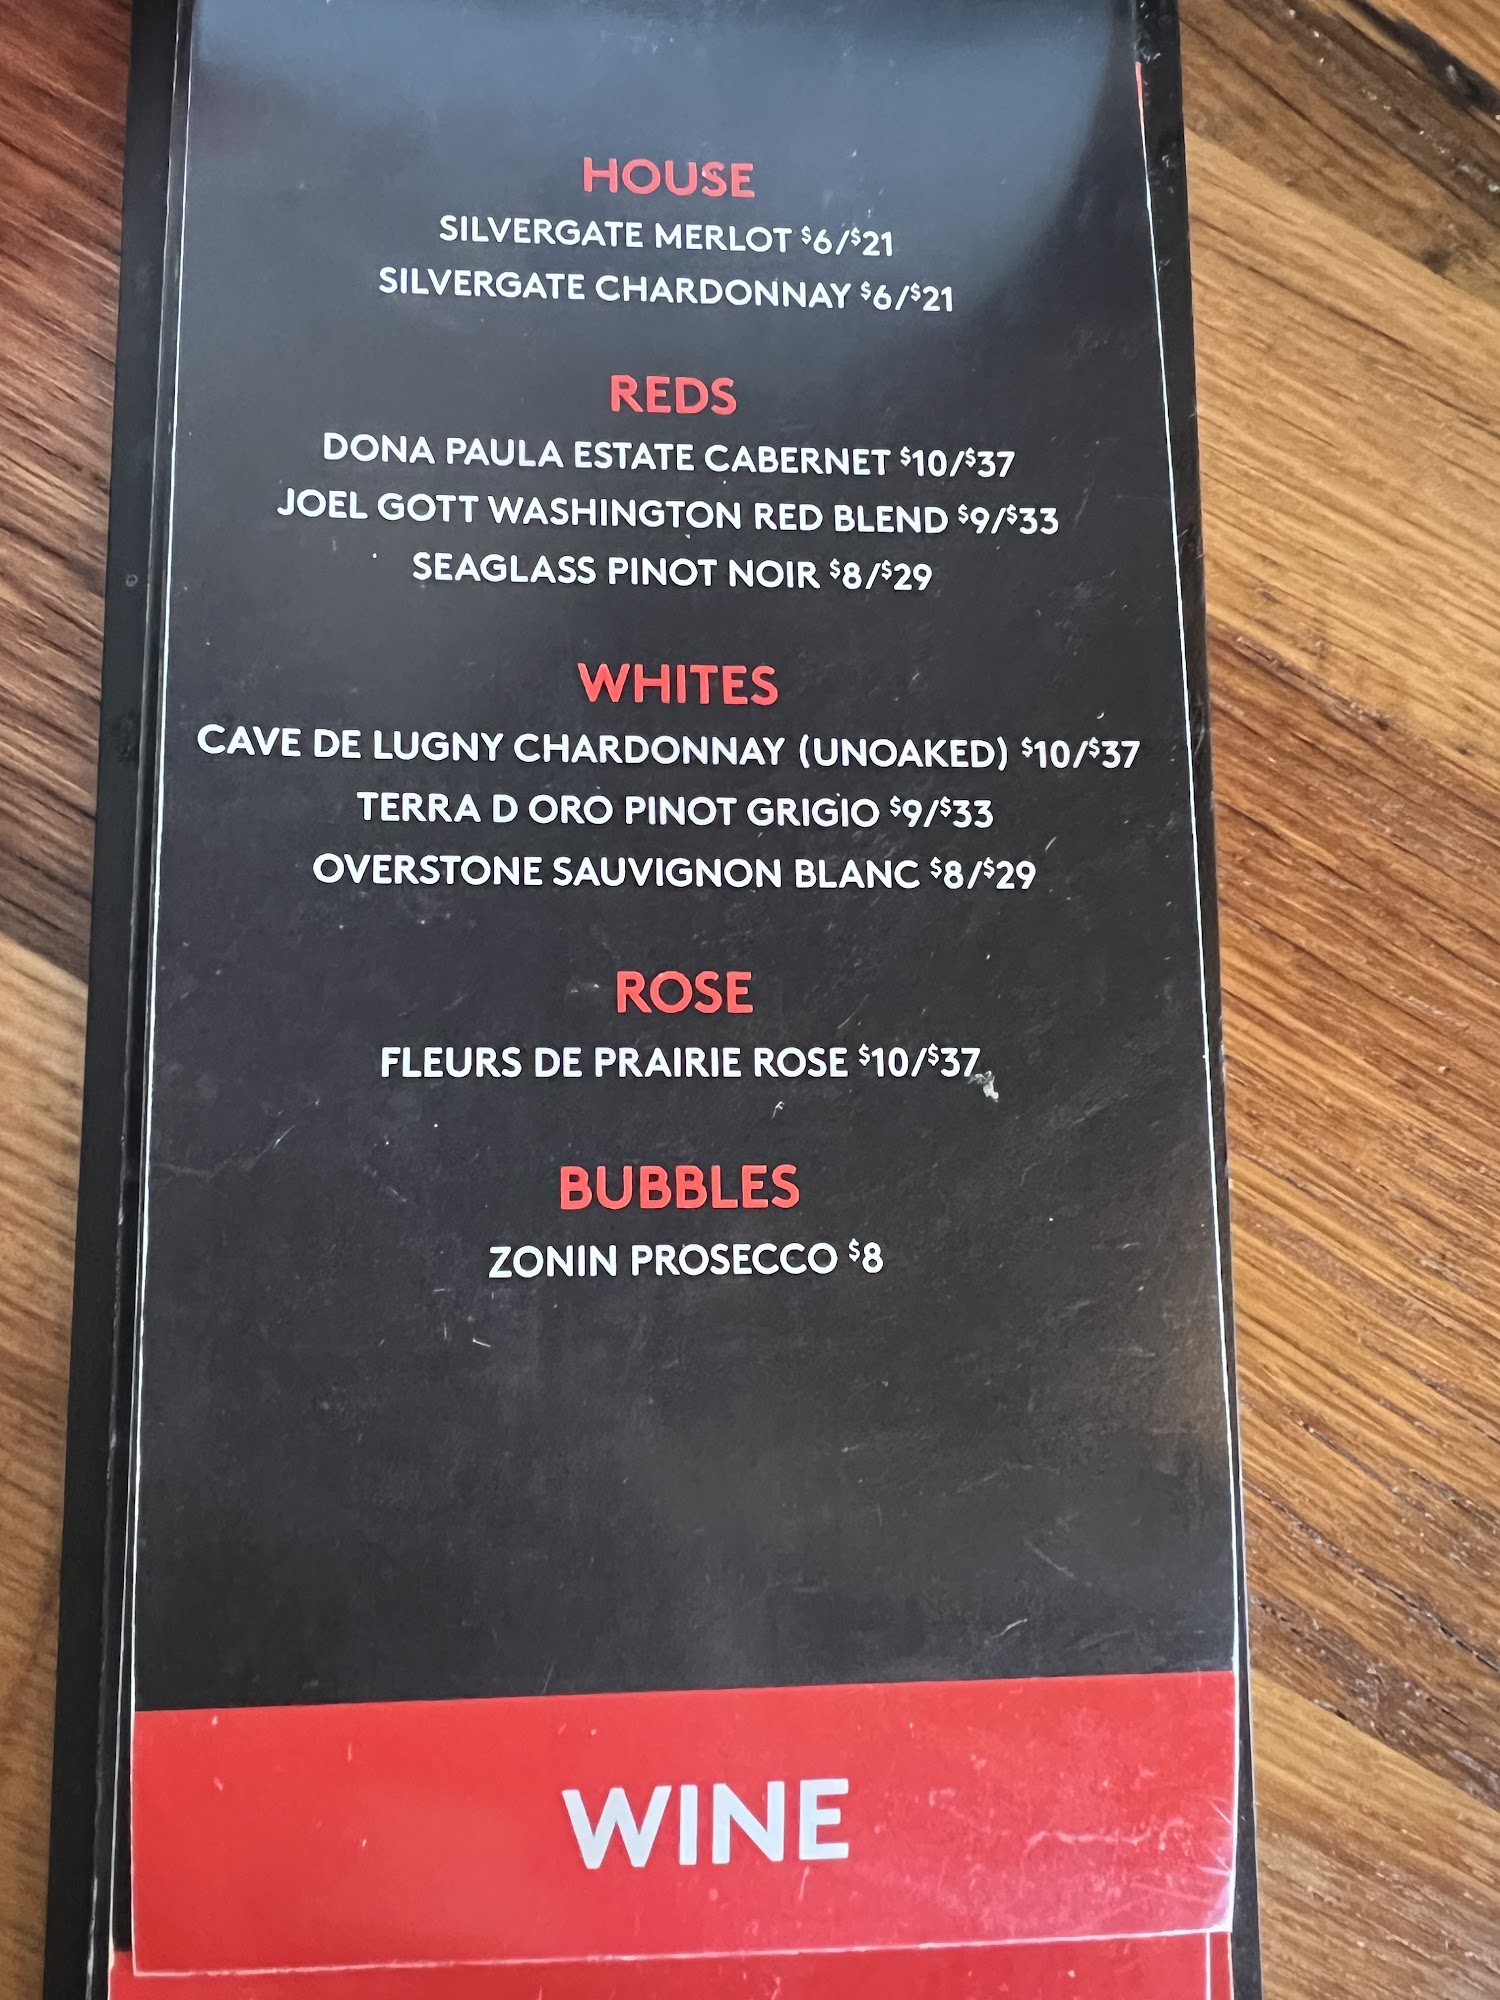 HOUSE
SILVERGATE MERLOT $6/$21
SILVERGATE CHARDONNAY $6/$21
REDS
DONA PAULA ESTATE CABERNET $10/$37
JOEL GOTT WASHINGTON RED BLEND $9/$33
SEAGLASS PINOT NOIR $8/$29
WHITES
CAVE DE LUGNY CHARDONNAY (UNOAKED) $10/$37
TERRA D ORO PINOT GRIGIO $9/$33
OVERSTONE SAUVIGNON BLANC $8/$29
ROSE
FLEURS DE PRAIRIE ROSE $10/$37
BUBBLES
ZONIN PROSECCO $8
WINE